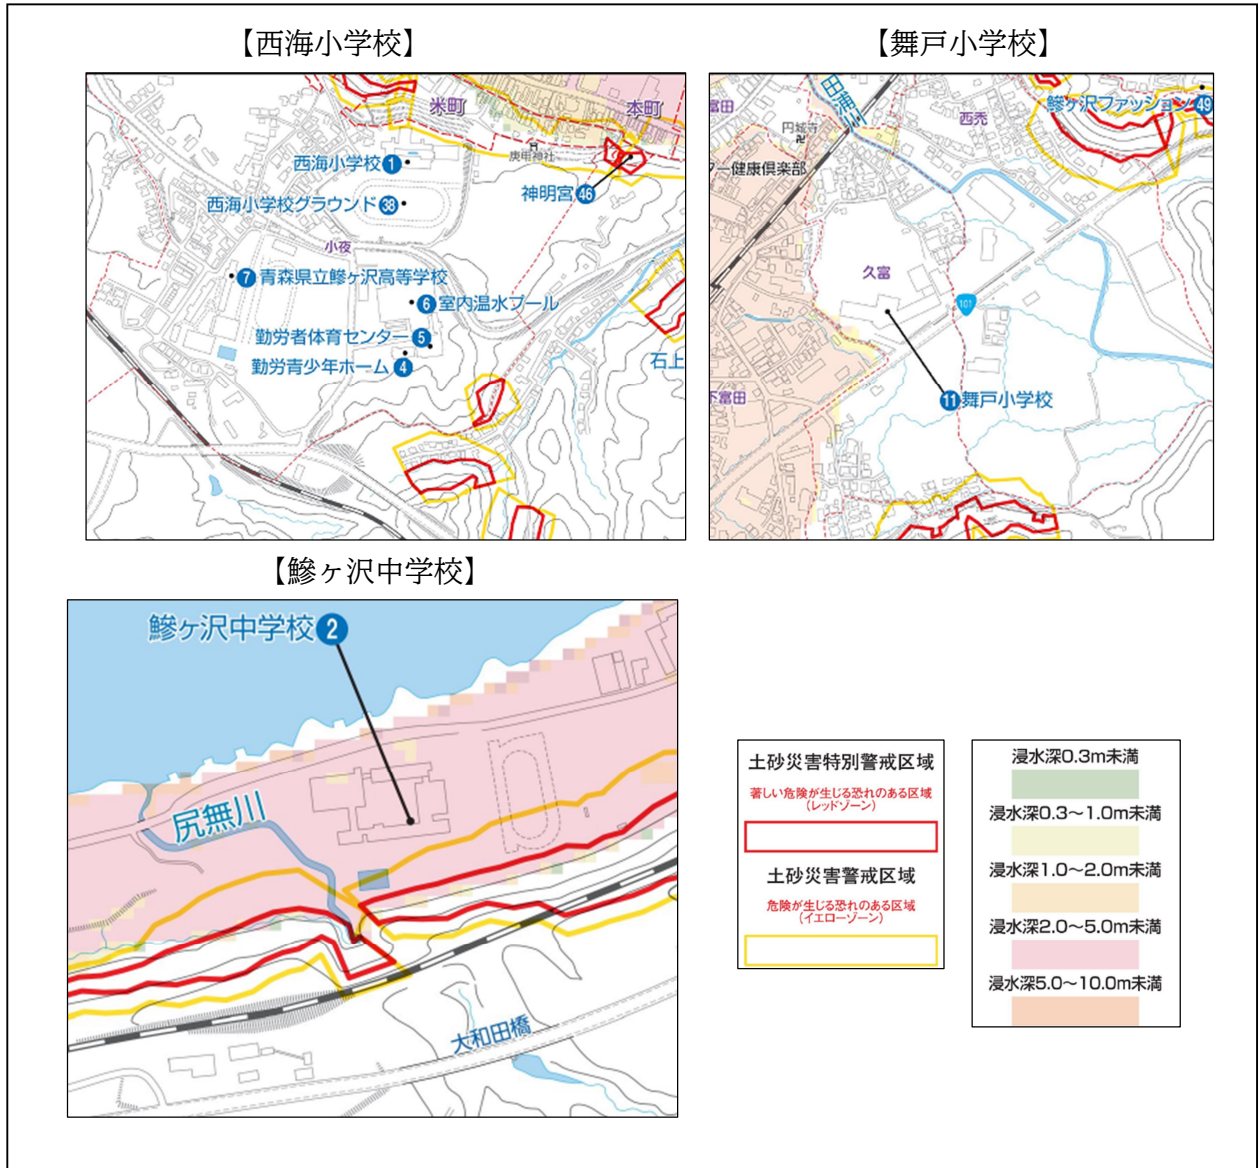 【西海小学校】
米町
本町
西海小学校 1
庚申神社
神明宮 46
西海小学校グラウンド 38
小夜
7 青森県立鰺ヶ沢高等学校
6 室内温水プール
勤労者体育センター 5
勤労青少年ホーム 4
石上
【舞戸小学校】
富田
田浦川
西禿
鰺ヶ沢ファッション 49
円城寺
ター健康倶楽部
久富
101
11 舞戸小学校
下富田
【鰺ヶ沢中学校】
鰺ヶ沢中学校 2
尻無川
大和田橋
土砂災害特別警戒区域
著しい危険が生じる恐れのある区域
(レッドゾーン)
土砂災害警戒区域
危険が生じる恐れのある区域
(イエローゾーン)
浸水深0.3m未満
浸水深0.3～1.0m未満
浸水深1.0～2.0m未満
浸水深2.0～5.0m未満
浸水深5.0～10.0m未満